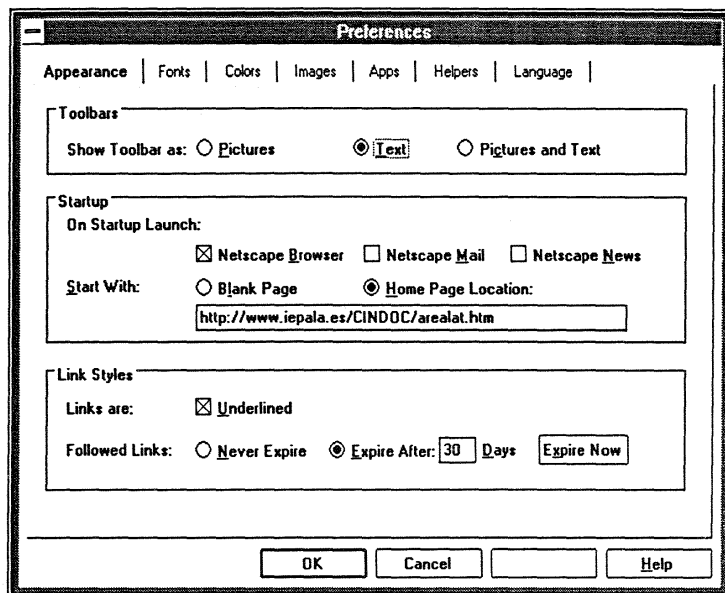 Preferences
Appearance Fonts Colors Images Apps Helpers Language
Toolbars
Show Toolbar as: Pictures Text Pictures and Text
Startup
On Startup Launch:
Netscape Browser Netscape Mail Netscape News
Start With: Blank Page Home Page Location:
http://www.iepala.es/CINDOC/arealat.htm
Link Styles
Links are: Underlined
Followed Links: Never Expire Expire After: 30 Days Expire Now
OK Cancel Help